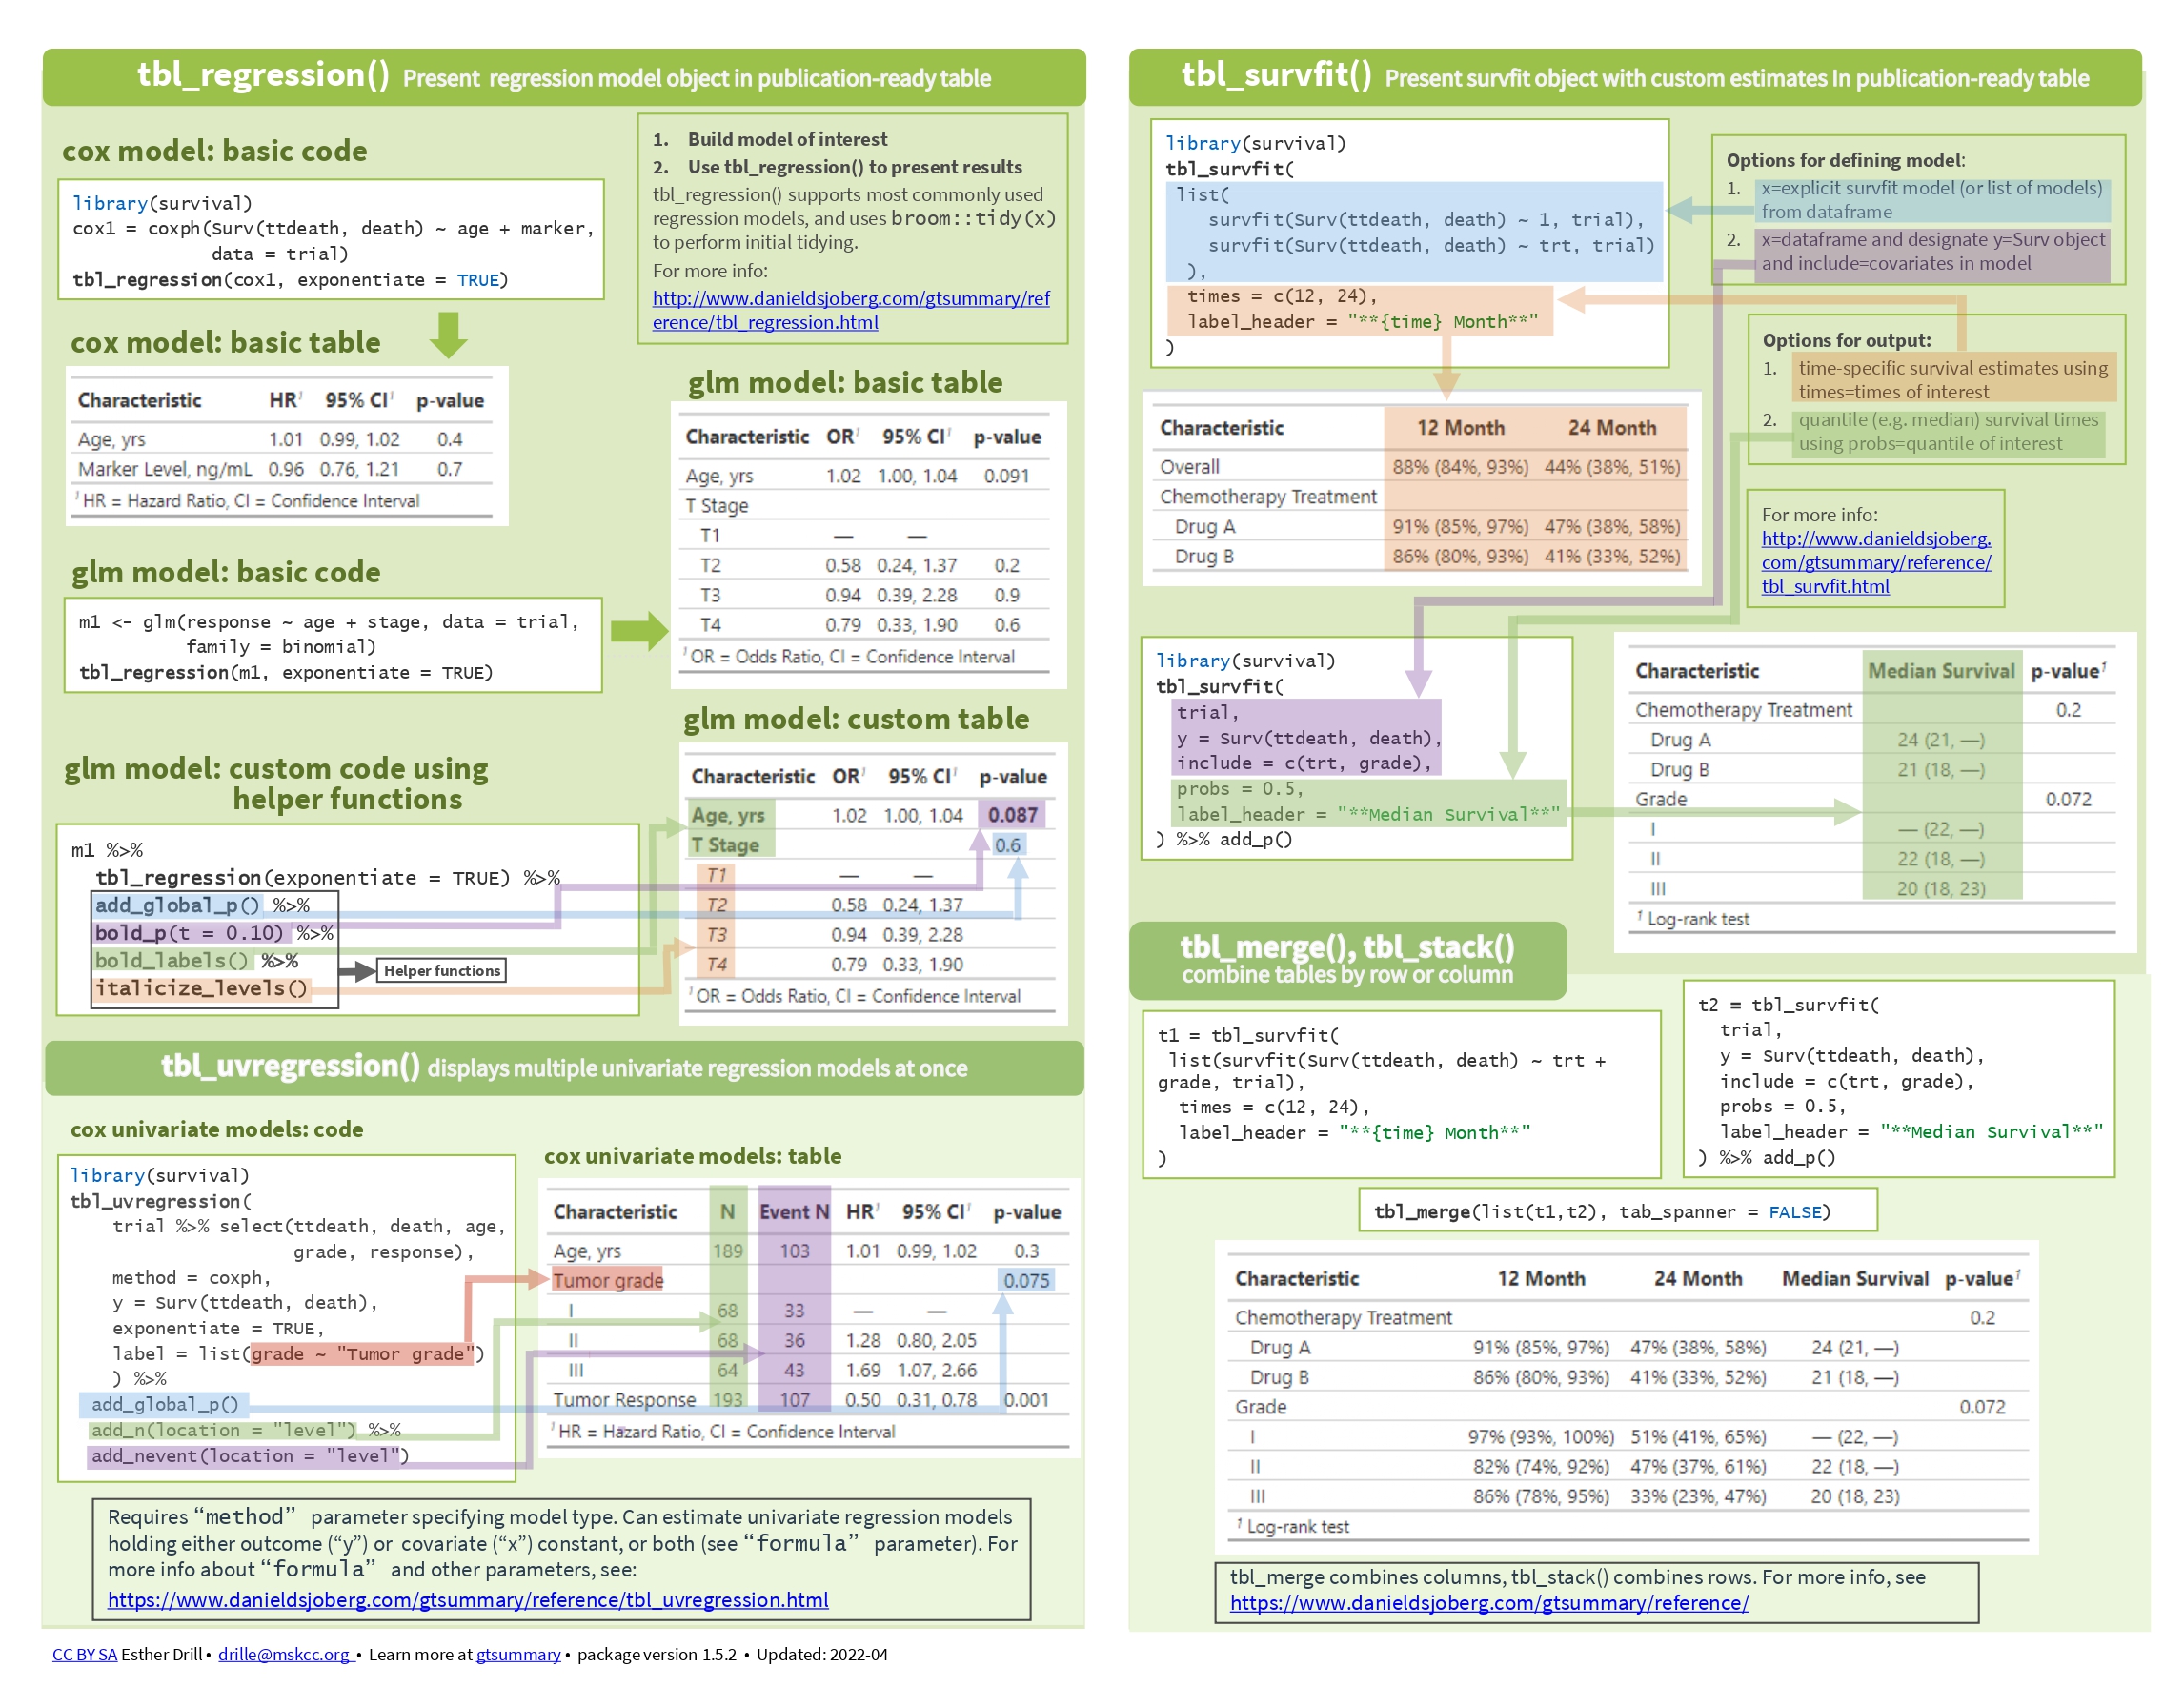 tbl_regression() Present regression model object in publication-ready table
cox model: basic code
library(survival)
cox1 = coxph(Surv(ttdeath, death) ~ age + marker,
data = trial)
tbl_regression(cox1, exponentiate = TRUE)
1. Build model of interest
2. Use tbl_regression() to present results
tbl_regression() supports most commonly used
regression models, and uses broom::tidy(x)
to perform initial tidying.
For more info:
http://www.danieldsjoberg.com/gtsummary/ref
erence/tbl_regression.html
cox model: basic table
Characteristic HR¹ 95% CI¹ p-value
Age, yrs 1.01 0.99, 1.02 0.4
Marker Level, ng/mL 0.96 0.76, 1.21 0.7
¹ HR = Hazard Ratio, CI = Confidence Interval
glm model: basic code
m1 <- glm(response ~ age + stage, data = trial,
family = binomial)
tbl_regression(m1, exponentiate = TRUE)
glm model: basic table
Characteristic OR¹ 95% CI¹ p-value
Age, yrs 1.02 1.00, 1.04 0.091
T Stage
T1 — —
T2 0.58 0.24, 1.37 0.2
T3 0.94 0.39, 2.28 0.9
T4 0.79 0.33, 1.90 0.6
¹ OR = Odds Ratio, CI = Confidence Interval
glm model: custom code using
helper functions
m1 %>%
tbl_regression(exponentiate = TRUE) %>%
add_global_p() %>%
bold_p(t = 0.10) %>%
bold_labels() %>%
italicize_levels()
Helper functions
glm model: custom table
Characteristic OR¹ 95% CI¹ p-value
Age, yrs 1.02 1.00, 1.04 0.087
T Stage 0.6
T1 — —
T2 0.58 0.24, 1.37
T3 0.94 0.39, 2.28
T4 0.79 0.33, 1.90
¹ OR = Odds Ratio, CI = Confidence Interval
tbl_uvregression() displays multiple univariate regression models at once
cox univariate models: code
library(survival)
tbl_uvregression(
trial %>% select(ttdeath, death, age,
grade, response),
method = coxph,
y = Surv(ttdeath, death),
exponentiate = TRUE,
label = list(grade ~ "Tumor grade")
) %>%
add_global_p()
add_n(location = "level") %>%
add_nevent(location = "level")
cox univariate models: table
Characteristic N Event N HR¹ 95% CI¹ p-value
Age, yrs 189 103 1.01 0.99, 1.02 0.3
Tumor grade 0.075
I 68 33 — —
II 68 36 1.28 0.80, 2.05
III 64 43 1.69 1.07, 2.66
Tumor Response 193 107 0.50 0.31, 0.78 0.001
¹ HR = Hazard Ratio, CI = Confidence Interval
Requires “method” parameter specifying model type. Can estimate univariate regression models
holding either outcome (“y”) or covariate (“x”) constant, or both (see “formula” parameter). For
more info about “formula” and other parameters, see:
https://www.danieldsjoberg.com/gtsummary/reference/tbl_uvregression.html
tbl_survfit() Present survfit object with custom estimates In publication-ready table
library(survival)
tbl_survfit(
list(
survfit(Surv(ttdeath, death) ~ 1, trial),
survfit(Surv(ttdeath, death) ~ trt, trial)
),
times = c(12, 24),
label_header = "**{time} Month**"
)
Options for defining model:
1. x=explicit survfit model (or list of models)
from dataframe
2. x=dataframe and designate y=Surv object
and include=covariates in model
Options for output:
1. time-specific survival estimates using
times=times of interest
2. quantile (e.g. median) survival times
using probs=quantile of interest
Characteristic 12 Month 24 Month
Overall 88% (84%, 93%) 44% (38%, 51%)
Chemotherapy Treatment
Drug A 91% (85%, 97%) 47% (38%, 58%)
Drug B 86% (80%, 93%) 41% (33%, 52%)
For more info:
http://www.danieldsjoberg.
com/gtsummary/reference/
tbl_survfit.html
library(survival)
tbl_survfit(
trial,
y = Surv(ttdeath, death),
include = c(trt, grade),
probs = 0.5,
label_header = "**Median Survival**"
) %>% add_p()
Characteristic Median Survival p-value¹
Chemotherapy Treatment 0.2
Drug A 24 (21, —)
Drug B 21 (18, —)
Grade 0.072
I — (22, —)
II 22 (18, —)
III 20 (18, 23)
¹ Log-rank test
tbl_merge(), tbl_stack()
combine tables by row or column
t1 = tbl_survfit(
list(survfit(Surv(ttdeath, death) ~ trt +
grade, trial),
times = c(12, 24),
label_header = "**{time} Month**"
)
t2 = tbl_survfit(
trial,
y = Surv(ttdeath, death),
include = c(trt, grade),
probs = 0.5,
label_header = "**Median Survival**"
) %>% add_p()
tbl_merge(list(t1,t2), tab_spanner = FALSE)
Characteristic 12 Month 24 Month Median Survival p-value¹
Chemotherapy Treatment 0.2
Drug A 91% (85%, 97%) 47% (38%, 58%) 24 (21, —)
Drug B 86% (80%, 93%) 41% (33%, 52%) 21 (18, —)
Grade 0.072
I 97% (93%, 100%) 51% (41%, 65%) — (22, —)
II 82% (74%, 92%) 47% (37%, 61%) 22 (18, —)
III 86% (78%, 95%) 33% (23%, 47%) 20 (18, 23)
¹ Log-rank test
tbl_merge combines columns, tbl_stack() combines rows. For more info, see
https://www.danieldsjoberg.com/gtsummary/reference/
CC BY SA Esther Drill • drille@mskcc.org • Learn more at gtsummary • package version 1.5.2 • Updated: 2022-04